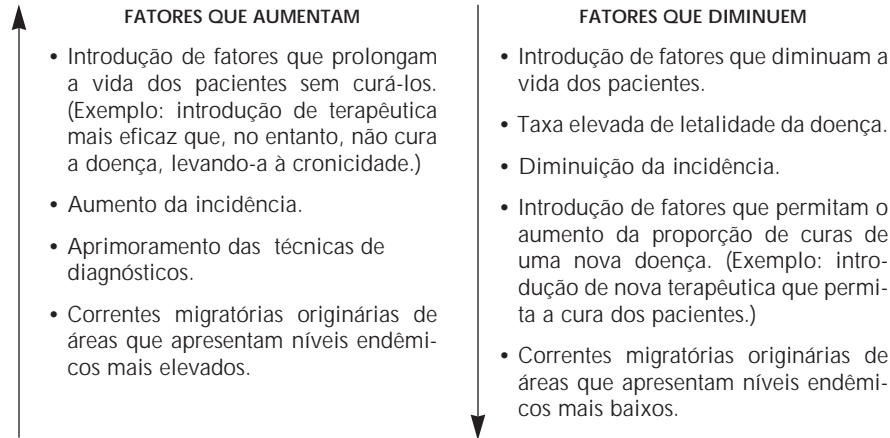 FATORES QUE AUMENTAM
• Introdução de fatores que prolongam
a vida dos pacientes sem curá-los.
(Exemplo: introdução de terapêutica
mais eficaz que, no entanto, não cura
a doença, levando-a à cronicidade.)
• Aumento da incidência.
• Aprimoramento das técnicas de
diagnósticos.
• Correntes migratórias originárias de
áreas que apresentam níveis endêmi-
cos mais elevados.
FATORES QUE DIMINUEM
• Introdução de fatores que diminuam a
vida dos pacientes.
• Taxa elevada de letalidade da doença.
• Diminuição da incidência.
• Introdução de fatores que permitam o
aumento da proporção de curas de
uma nova doença. (Exemplo: intro-
dução de nova terapêutica que permi-
ta a cura dos pacientes.)
• Correntes migratórias originárias de
áreas que apresentam níveis endêmi-
cos mais baixos.